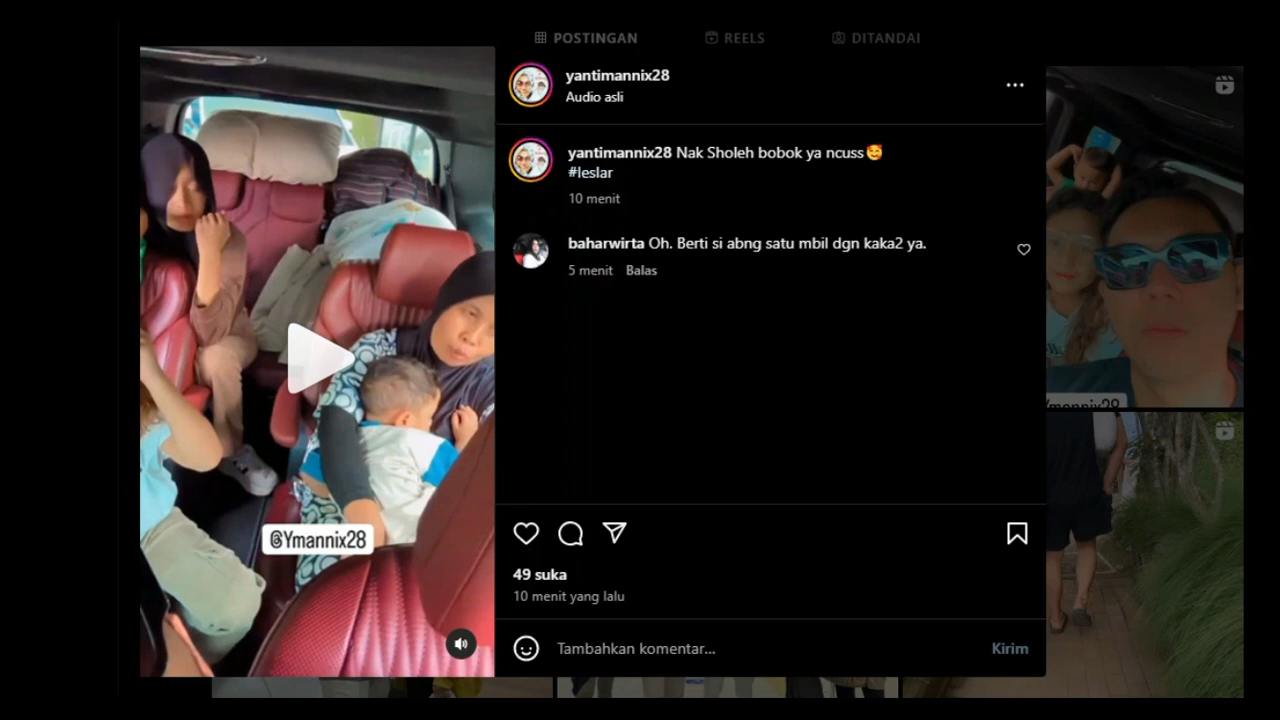 POSTINGAN
REELS
DITANDAI
yantimannix28
Audio asli
yantimannix28 Nak Sholeh bobok ya ncuss🥰
#leslar
10 menit
baharwirta Oh. Berti si abng satu mbil dgn kaka2 ya.
5 menit Balas
@Ymannix28
49 suka
10 menit yang lalu
Tambahkan komentar...
Kirim